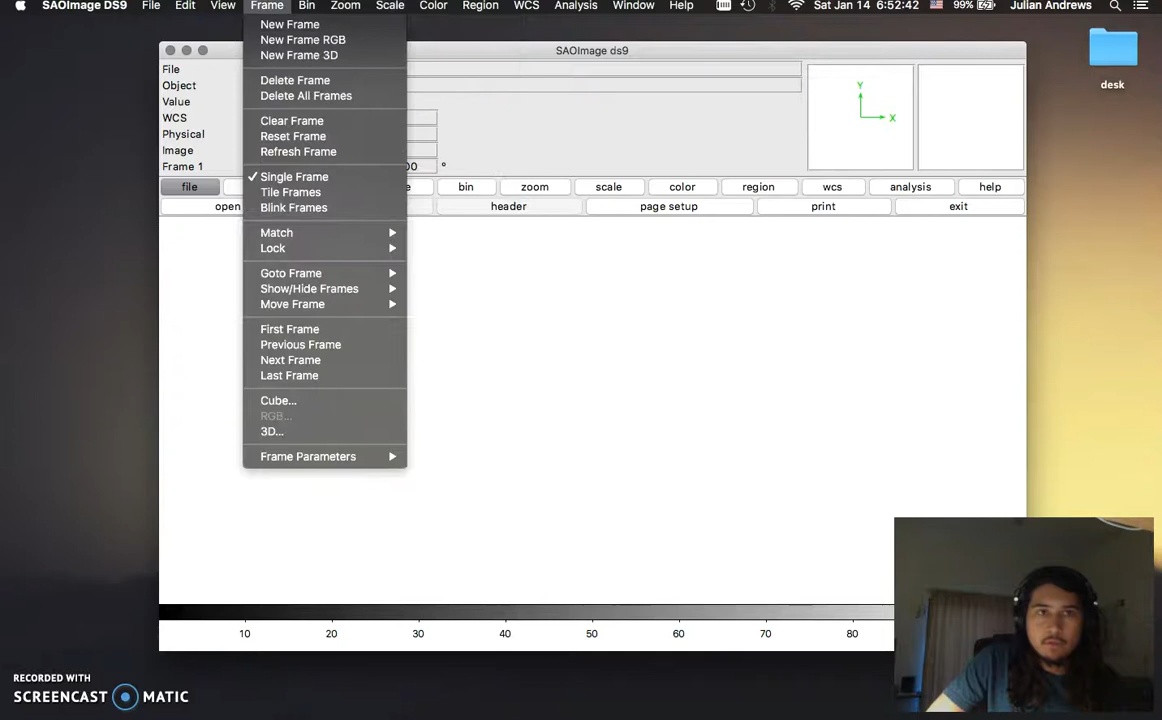 SAOImage DS9 File Edit View Frame Bin Zoom Scale Color Region WCS Analysis Window Help Sat Jan 14 6:52:42 99% Julian Andrews
New Frame
New Frame RGB
New Frame 3D
Delete Frame
Delete All Frames
Clear Frame
Reset Frame
Refresh Frame
✓ Single Frame
Tile Frames
Blink Frames
Match
Lock
Goto Frame
Show/Hide Frames
Move Frame
First Frame
Previous Frame
Next Frame
Last Frame
Cube...
RGB...
3D...
Frame Parameters
SAOImage ds9
File
Object
Value
WCS
Physical
Image
Frame 1
00 °
Y
X
desk
file bin zoom scale color region wcs analysis help
open header page setup print exit
10 20 30 40 50 60 70 80
RECORDED WITH
SCREENCAST MATIC